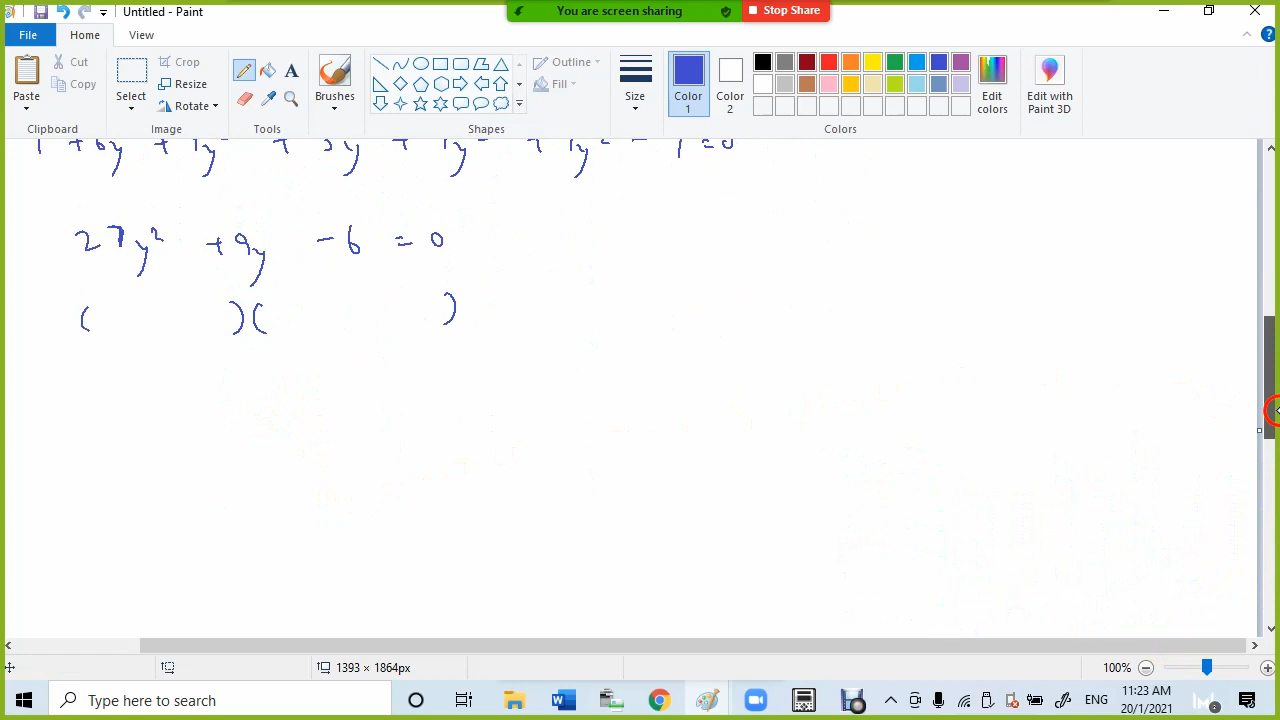 Untitled - Paint
You are screen sharing
Stop Share
File
Home
View
Paste
Cut
Copy
Clipboard
Select
Crop
Resize
Rotate
Image
Tools
Brushes
Shapes
Outline
Fill
Size
Color 1
Color 2
Edit colors
Edit with Paint 3D
Colors
27y² + 9y - 6 = 0
( )( )
1393 × 1864px
100%
Type here to search
ENG
11:23 AM
20/1/2021